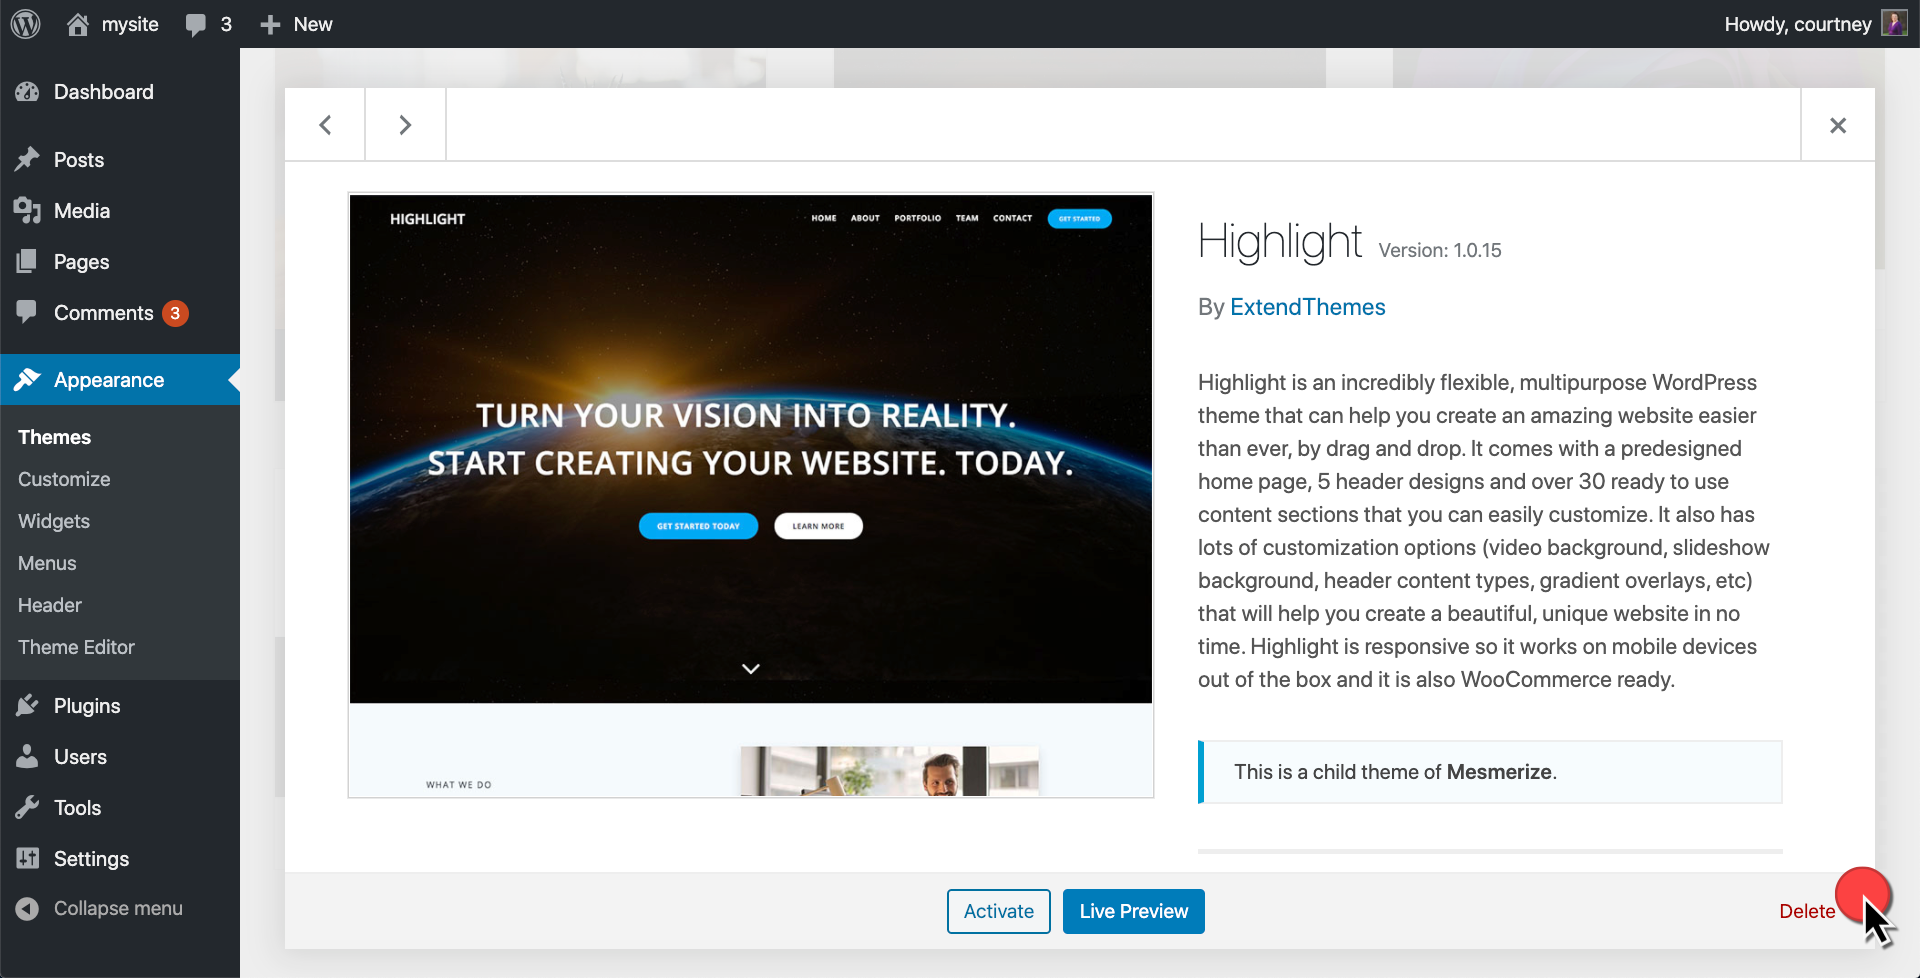 mysite
3
New
Howdy, courtney
Dashboard
Posts
Media
Pages
Comments 3
Appearance
Themes
Customize
Widgets
Menus
Header
Theme Editor
Plugins
Users
Tools
Settings
Collapse menu
HIGHLIGHT
HOME ABOUT PORTFOLIO TEAM CONTACT GET STARTED
TURN YOUR VISION INTO REALITY.
START CREATING YOUR WEBSITE. TODAY.
GET STARTED TODAY LEARN MORE
WHAT WE DO
Highlight Version: 1.0.15
By ExtendThemes
Highlight is an incredibly flexible, multipurpose WordPress
theme that can help you create an amazing website easier
than ever, by drag and drop. It comes with a predesigned
home page, 5 header designs and over 30 ready to use
content sections that you can easily customize. It also has
lots of customization options (video background, slideshow
background, header content types, gradient overlays, etc)
that will help you create a beautiful, unique website in no
time. Highlight is responsive so it works on mobile devices
out of the box and it is also WooCommerce ready.
This is a child theme of Mesmerize.
Activate
Live Preview
Delete